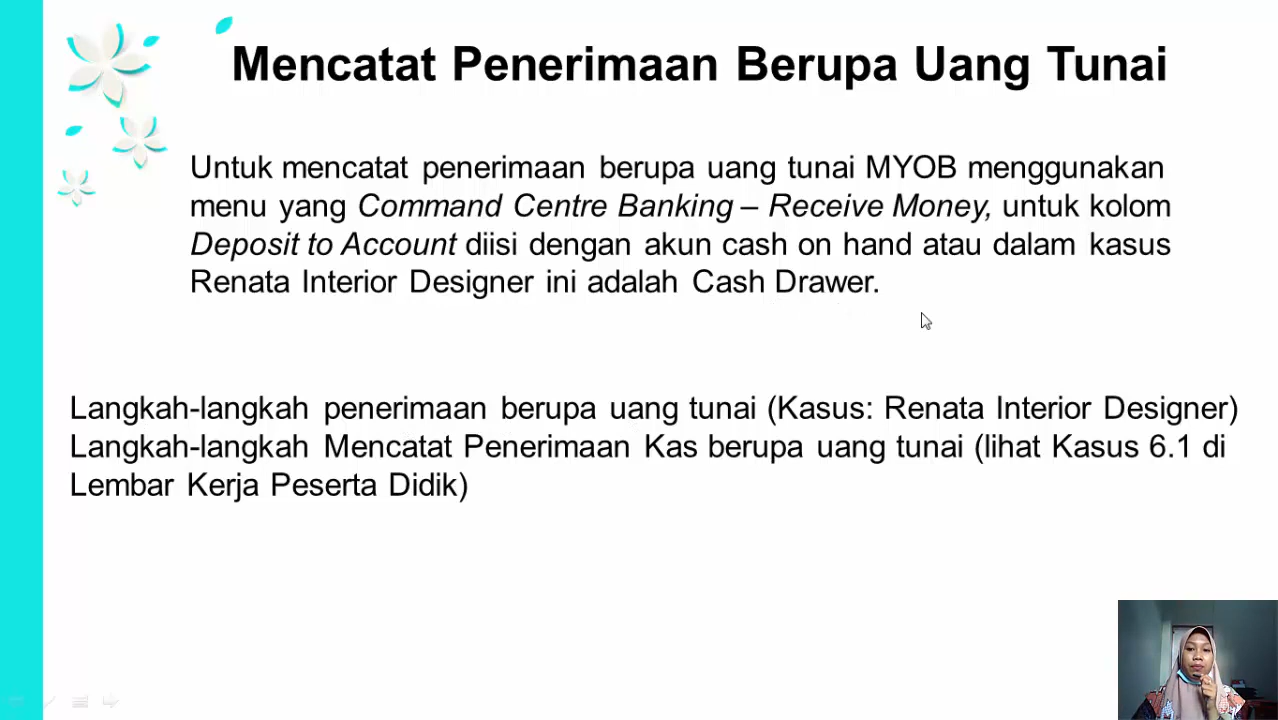 Mencatat Penerimaan Berupa Uang Tunai
Untuk mencatat penerimaan berupa uang tunai MYOB menggunakan
menu yang Command Centre Banking – Receive Money, untuk kolom
Deposit to Account diisi dengan akun cash on hand atau dalam kasus
Renata Interior Designer ini adalah Cash Drawer.
Langkah-langkah penerimaan berupa uang tunai (Kasus: Renata Interior Designer)
Langkah-langkah Mencatat Penerimaan Kas berupa uang tunai (lihat Kasus 6.1 di
Lembar Kerja Peserta Didik)